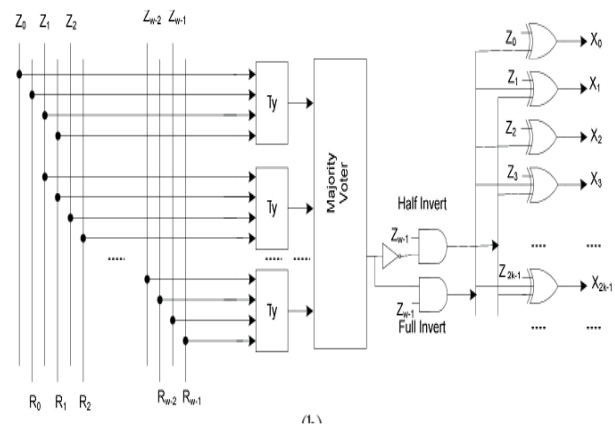 Z0 Z1 Z2 Zw-2 Zw-1
Ty
Ty
Ty
.....
..... .....
Majority Voter
R0 R1 R2 Rw-2 Rw-1
Half Invert
Zw-1
Zw-1
Full Invert
Z0 X0
Z1 X1
Z2 X2
Z3 X3
.... ....
Z2k-1 X2k-1
.... ....
(b)